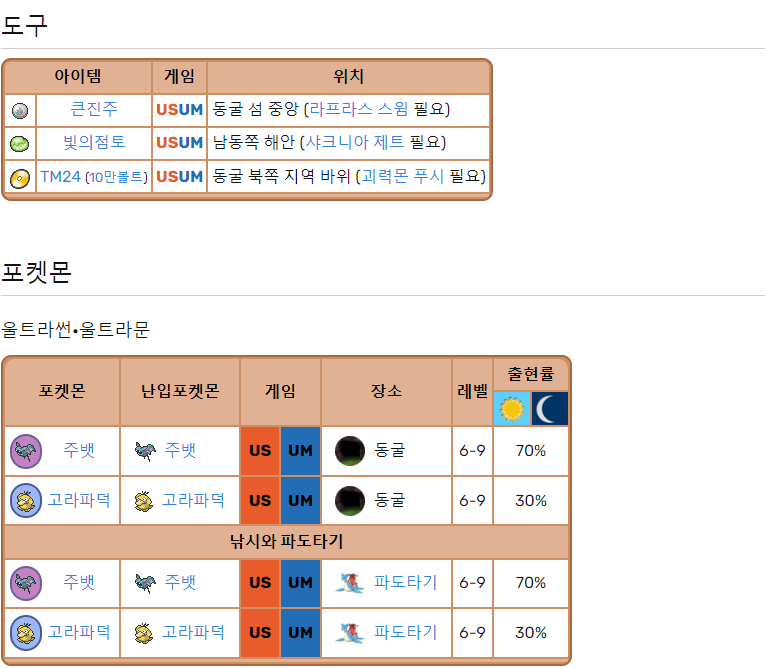 도구
아이템 게임 위치
큰진주 USUM 동굴 섬 중앙 (라프라스 스윔 필요)
빛의점토 USUM 남동쪽 해안 (샤크니아 제트 필요)
TM24 (10만볼트) USUM 동굴 북쪽 지역 바위 (괴력몬 푸시 필요)
포켓몬
울트라썬•울트라문
포켓몬 난입포켓몬 게임 장소 레벨 출현률
주뱃 주뱃 US UM 동굴 6-9 70%
고라파덕 고라파덕 US UM 동굴 6-9 30%
낚시와 파도타기
주뱃 주뱃 US UM 파도타기 6-9 70%
고라파덕 고라파덕 US UM 파도타기 6-9 30%